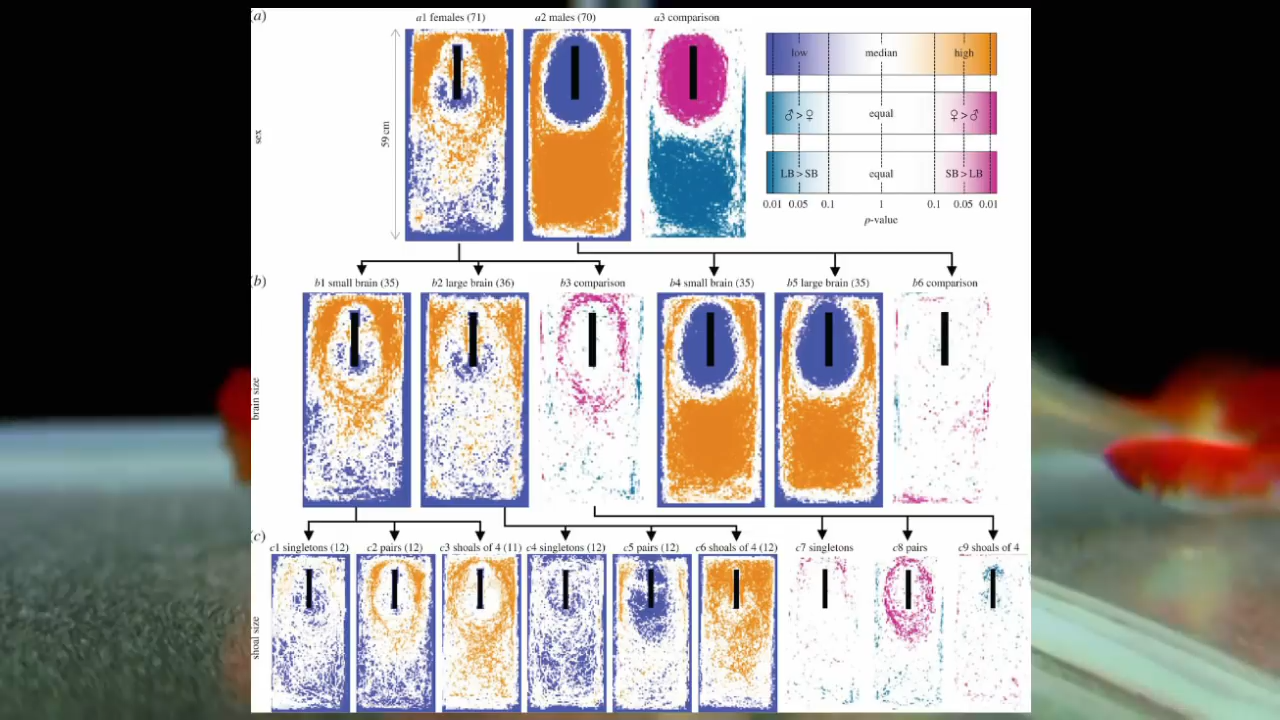 (a)
a1 females (71)
a2 males (70)
a3 comparison
59 cm
sex
low median high
♂ > ♀ equal ♀ > ♂
LB > SB equal SB > LB
0.01 0.05 0.1 1 0.1 0.05 0.01
p-value
(b)
b1 small brain (35)
b2 large brain (36)
b3 comparison
b4 small brain (35)
b5 large brain (35)
b6 comparison
brain size
(c)
c1 singletons (12)
c2 pairs (12)
c3 shoals of 4 (11)
c4 singletons (12)
c5 pairs (12)
c6 shoals of 4 (12)
c7 singletons
c8 pairs
c9 shoals of 4
shoal size